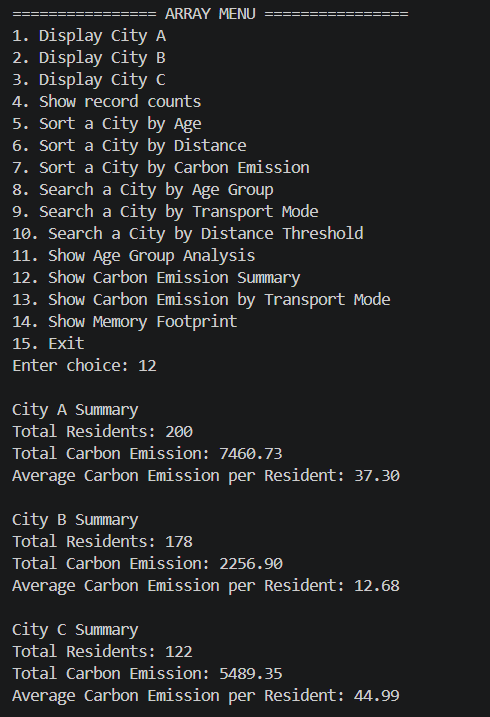 ================ ARRAY MENU ================
1. Display City A
2. Display City B
3. Display City C
4. Show record counts
5. Sort a City by Age
6. Sort a City by Distance
7. Sort a City by Carbon Emission
8. Search a City by Age Group
9. Search a City by Transport Mode
10. Search a City by Distance Threshold
11. Show Age Group Analysis
12. Show Carbon Emission Summary
13. Show Carbon Emission by Transport Mode
14. Show Memory Footprint
15. Exit
Enter choice: 12

City A Summary
Total Residents: 200
Total Carbon Emission: 7460.73
Average Carbon Emission per Resident: 37.30

City B Summary
Total Residents: 178
Total Carbon Emission: 2256.90
Average Carbon Emission per Resident: 12.68

City C Summary
Total Residents: 122
Total Carbon Emission: 5489.35
Average Carbon Emission per Resident: 44.99